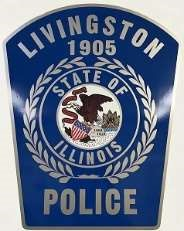 LIVINGSTON
1905
STATE OF
ILLINOIS
POLICE